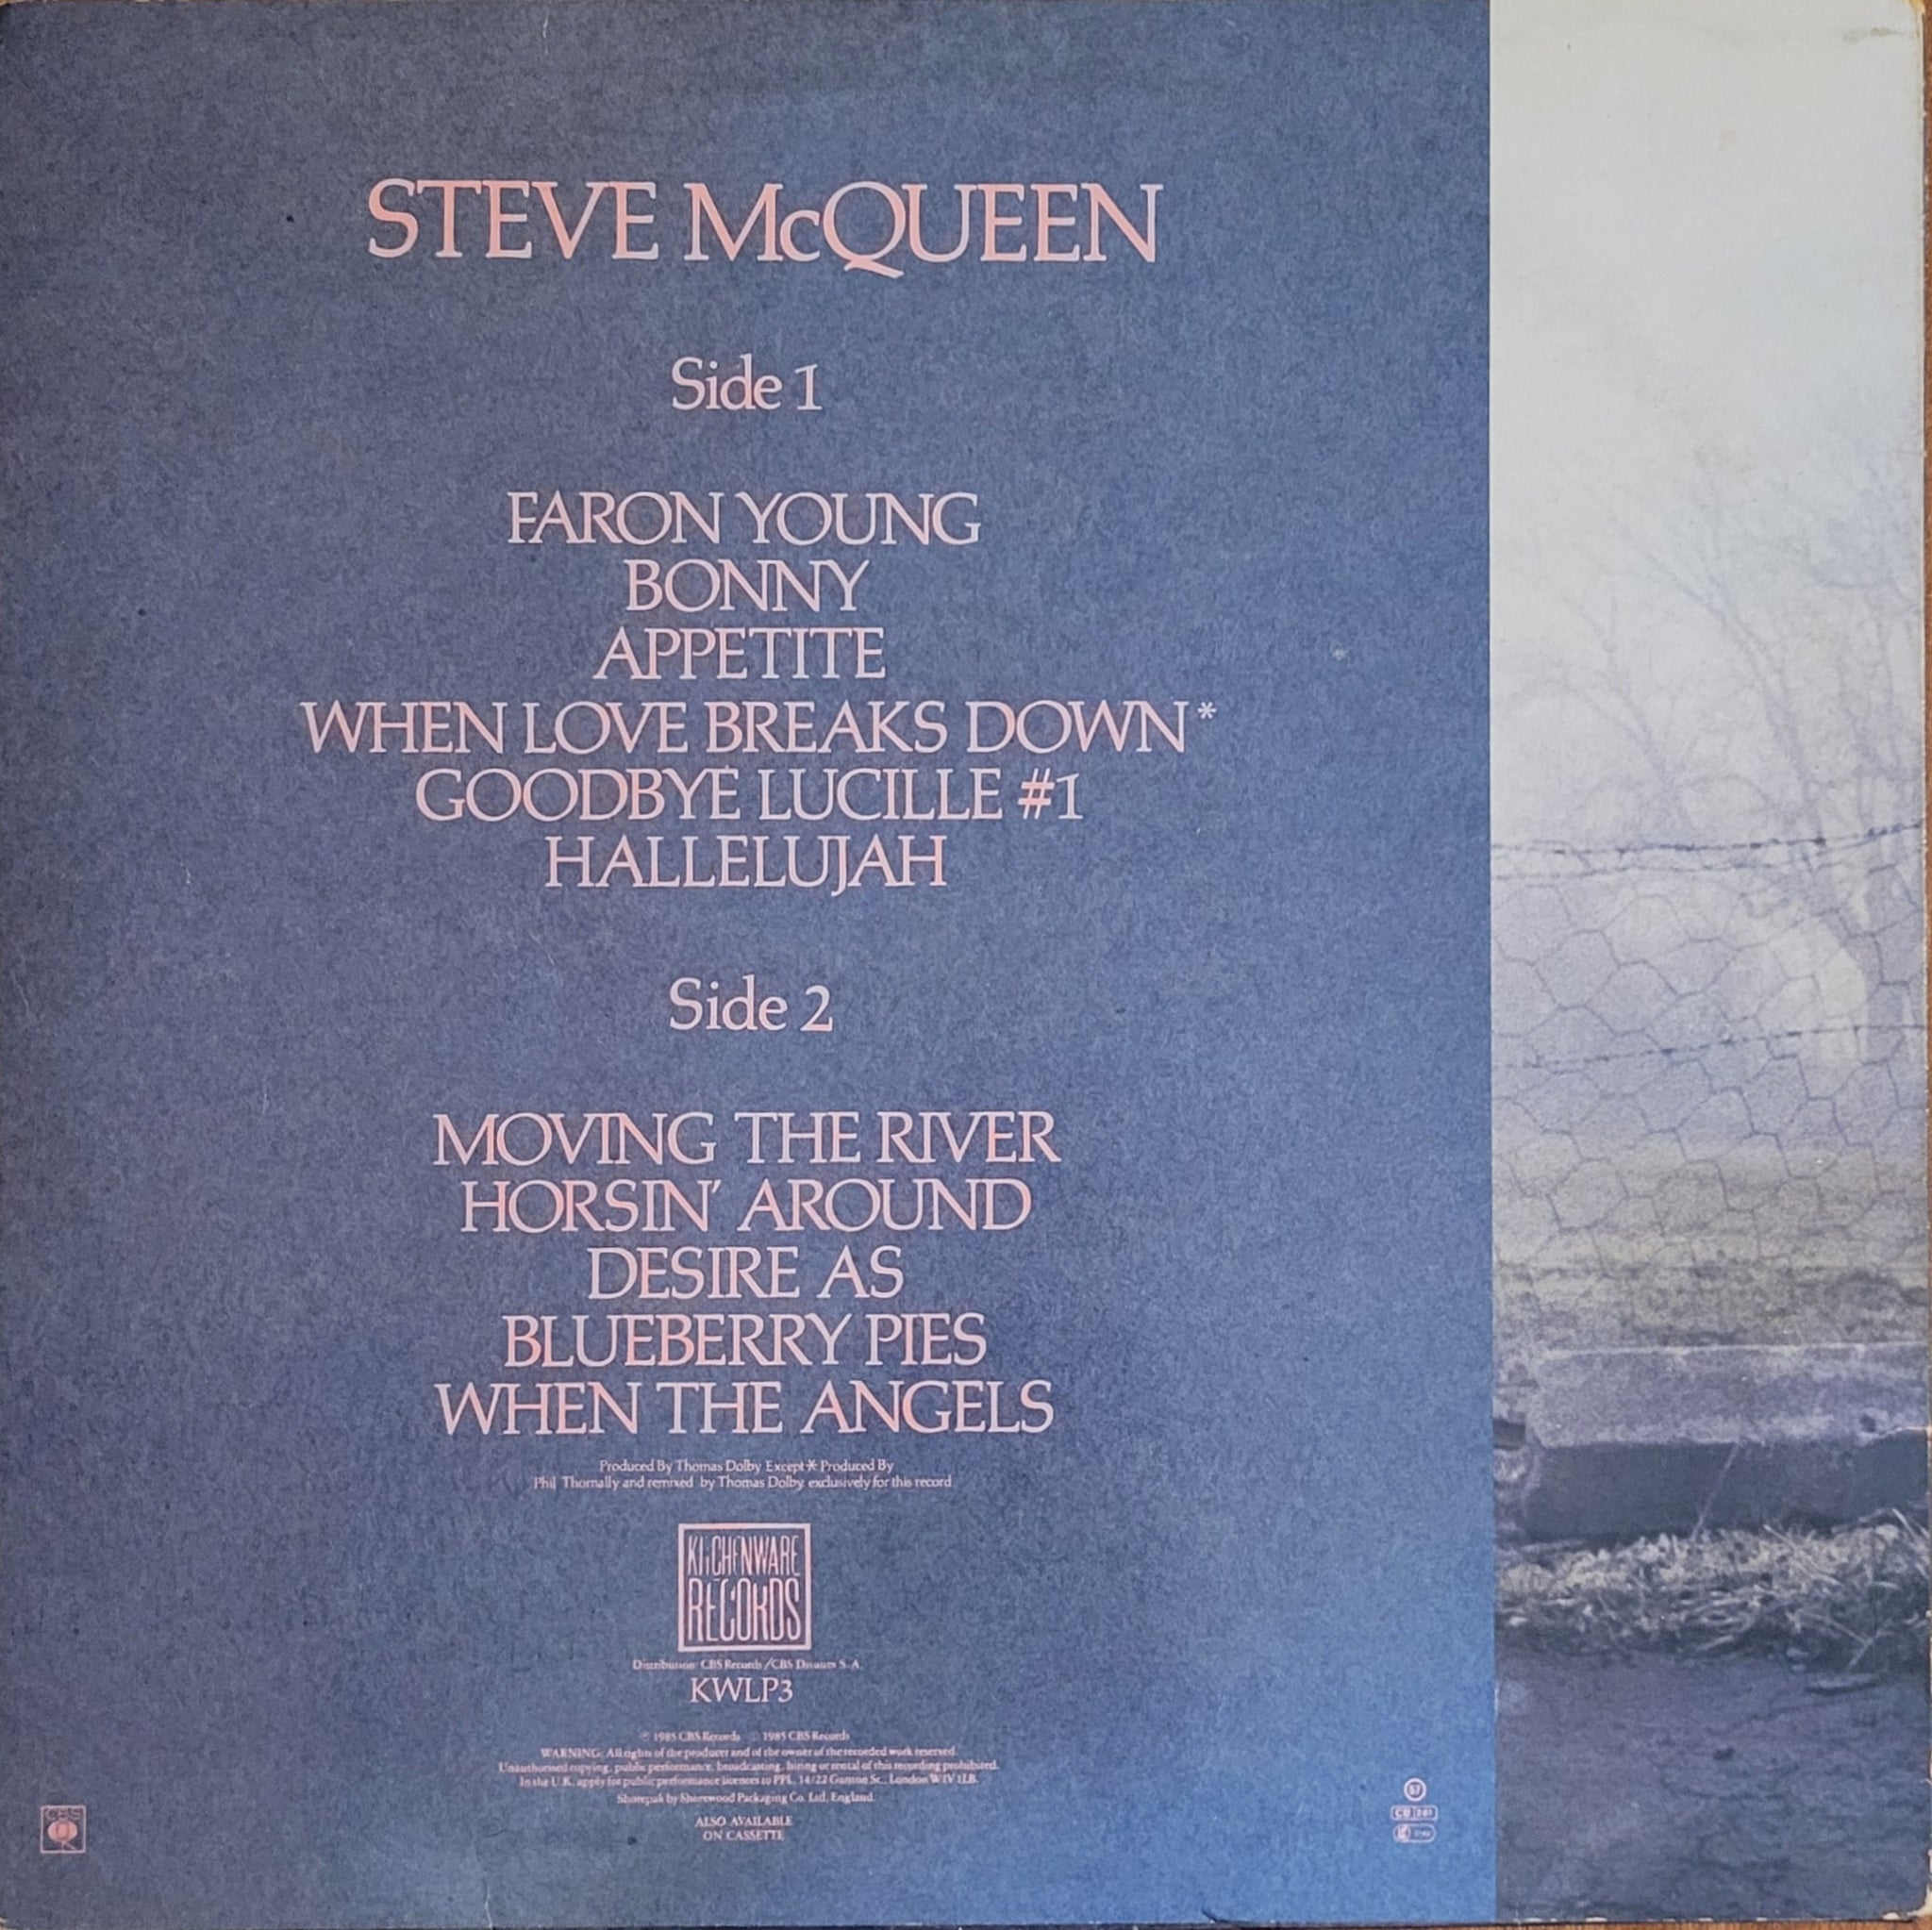 STEVE McQUEEN
Side 1
FARON YOUNG
BONNY
APPETITE
WHEN LOVE BREAKS DOWN *
GOODBYE LUCILLE #1
HALLELUJAH
Side 2
MOVING THE RIVER
HORSIN' AROUND
DESIRE AS
BLUEBERRY PIES
WHEN THE ANGELS
Produced By Thomas Dolby Except * Produced By
Phil Thornally and remixed by Thomas Dolby exclusively for this record
KITCHENWARE
RECORDS
Distribution: CBS Records/CBS Disques S.A.
KWLP3
℗ 1985 CBS Records © 1985 CBS Records
WARNING: All rights of the producer and of the owner of the recorded work reserved.
Unauthorised copying, public performance, broadcasting, hiring or rental of this recording prohibited.
In the U.K. apply for public performance licences to PPL, 14/22 Ganton St., London W1V 1LB.
Shorepak by Shorewood Packaging Co. Ltd. England.
ALSO AVAILABLE
ON CASSETTE
CBS
57
CB 281